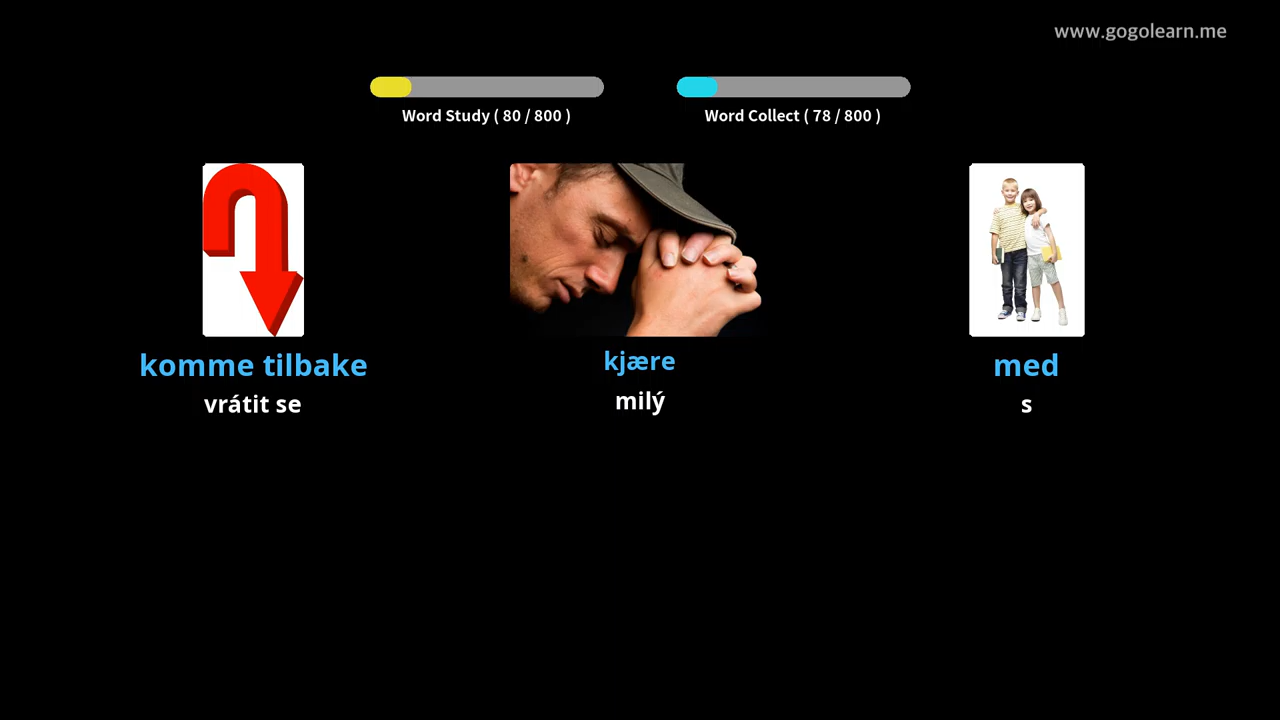 www.gogolearn.me
Word Study ( 80 / 800 )
Word Collect ( 78 / 800 )
komme tilbake
vrátit se
kjære
milý
med
s